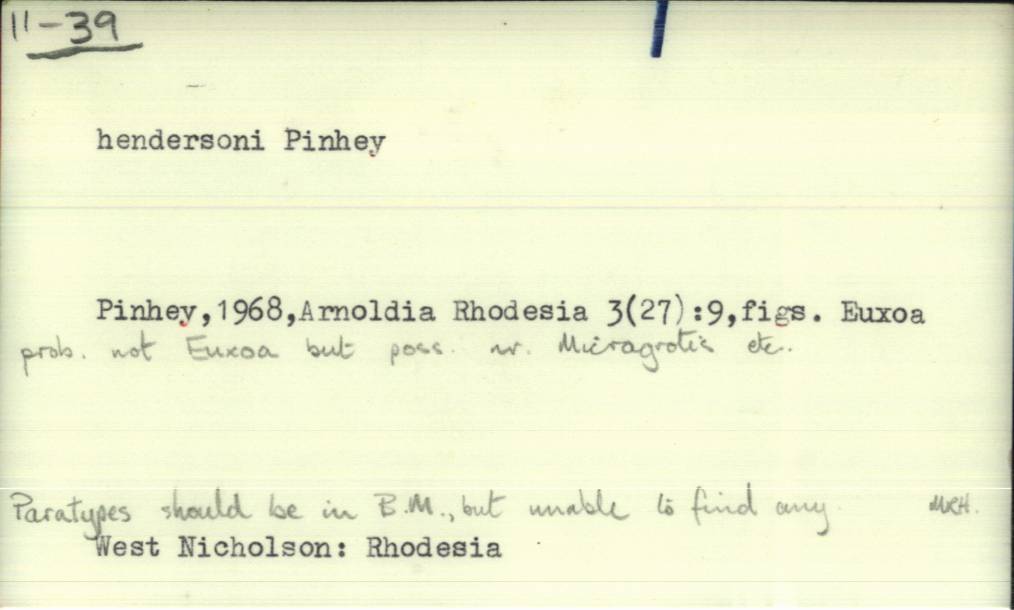 11-39
hendersoni Pinhey
Pinhey,1968,Arnoldia Rhodesia 3(27):9,figs. Euxoa
prob. not Euxoa but poss. nr. Micragrotis etc.
Paratypes should be in B.M., but unable to find any MRH.
West Nicholson: Rhodesia